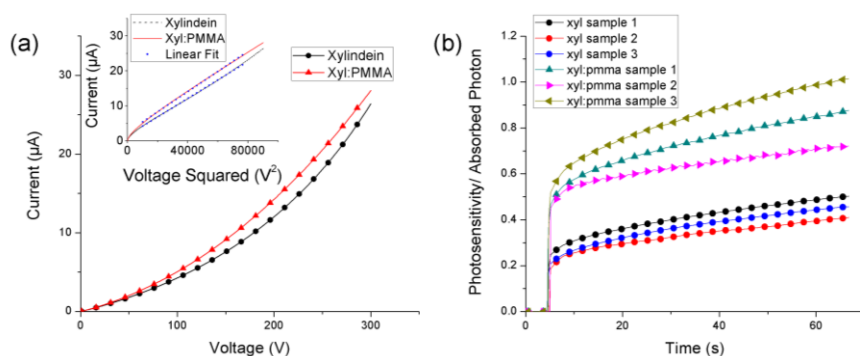 (a)
Xylindein
Xyl:PMMA
Linear Fit
Current (µA)
30
20
10
0
0 40000 80000
Voltage Squared (V²)
Xylindein
Xyl:PMMA
Current (µA)
30
20
10
0
0 100 200 300
Voltage (V)
(b)
xyl sample 1
xyl sample 2
xyl sample 3
xyl:pmma sample 1
xyl:pmma sample 2
xyl:pmma sample 3
Photosensitivity/ Absorbed Photon
1.2
1.0
0.8
0.6
0.4
0.2
0.0
0 20 40 60
Time (s)